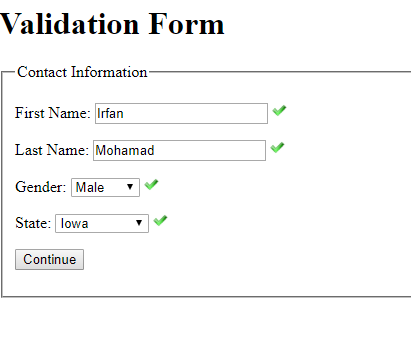 Validation Form
Contact Information
First Name: Irfan
Last Name: Mohamad
Gender: Male
State: Iowa
Continue